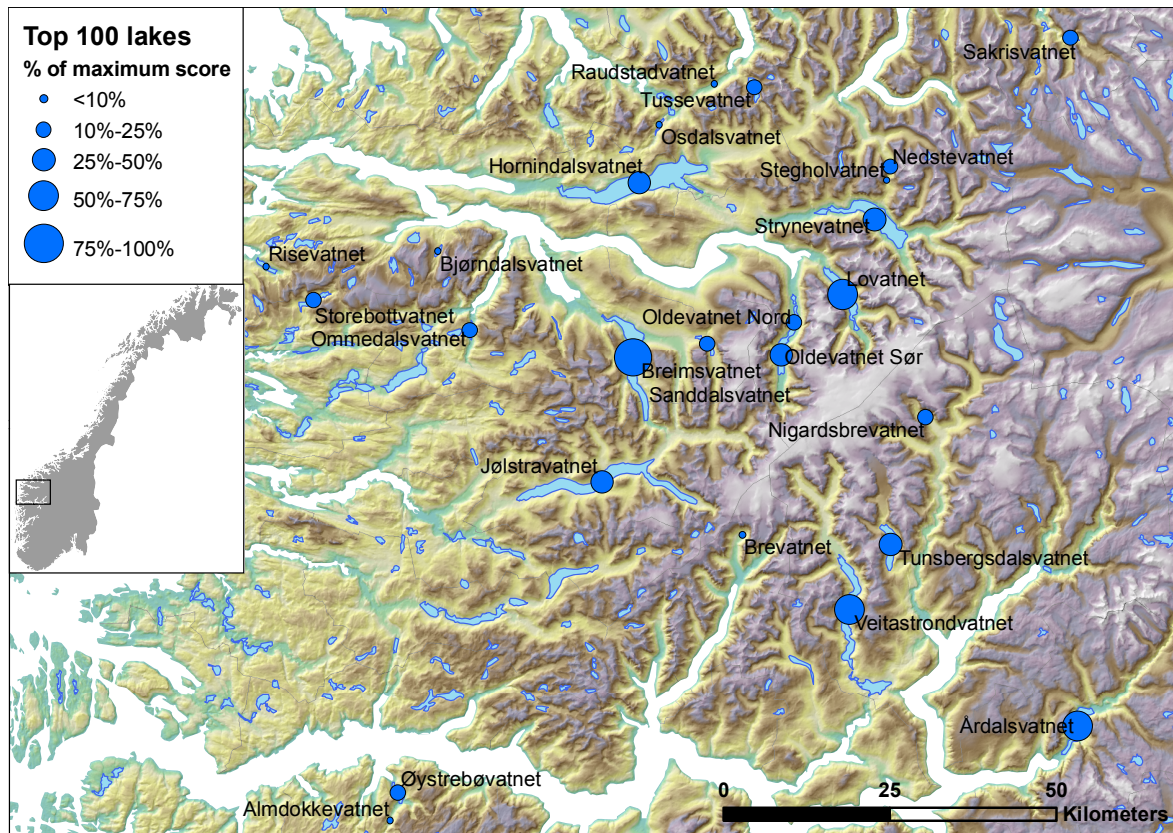 Top 100 lakes
% of maximum score
<10%
10%-25%
25%-50%
50%-75%
75%-100%
Sakrisvatnet
Raudstadvatnet
Tussevatnet
Osdalsvatnet
Hornindalsvatnet
Nedstevatnet
Stegholvatnet
Strynevatnet
Risevatnet
Bjørndalsvatnet
Lovatnet
Storebottvatnet
Oldevatnet Nord
Ommedalsvatnet
Oldevatnet Sør
Breimsvatnet
Sanddalsvatnet
Nigardsbrevatnet
Jølstravatnet
Brevatnet
Tunsbergsdalsvatnet
Veitastrondvatnet
Årdalsvatnet
Øystrebøvatnet
Almdokkevatnet
0 25 50
Kilometers